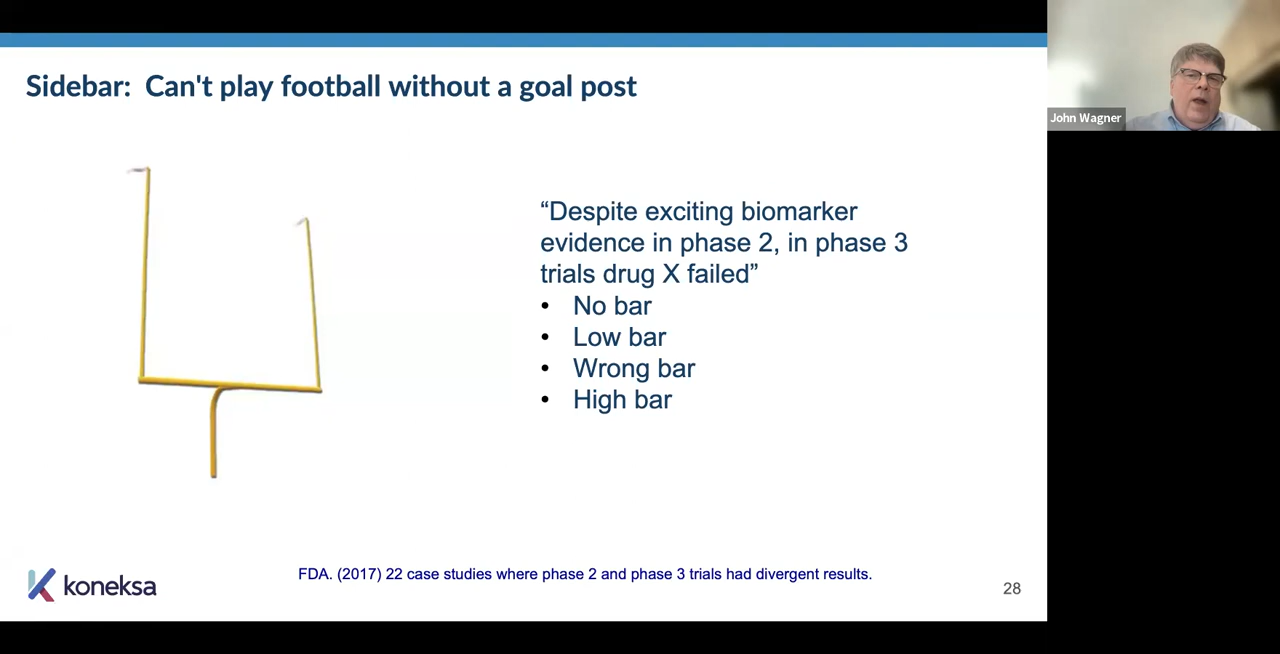 Sidebar: Can't play football without a goal post
John Wagner
“Despite exciting biomarker
evidence in phase 2, in phase 3
trials drug X failed”
• No bar
• Low bar
• Wrong bar
• High bar
FDA. (2017) 22 case studies where phase 2 and phase 3 trials had divergent results.
koneksa
28